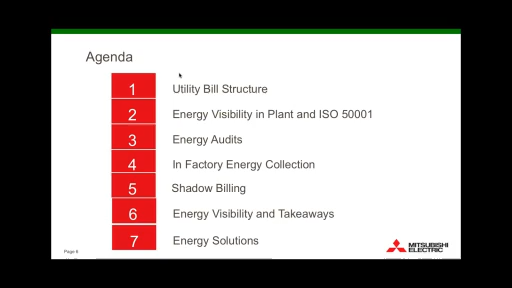 Agenda
1 Utility Bill Structure
2 Energy Visibility in Plant and ISO 50001
3 Energy Audits
4 In Factory Energy Collection
5 Shadow Billing
6 Energy Visibility and Takeaways
7 Energy Solutions
Page 6
MITSUBISHI
ELECTRIC